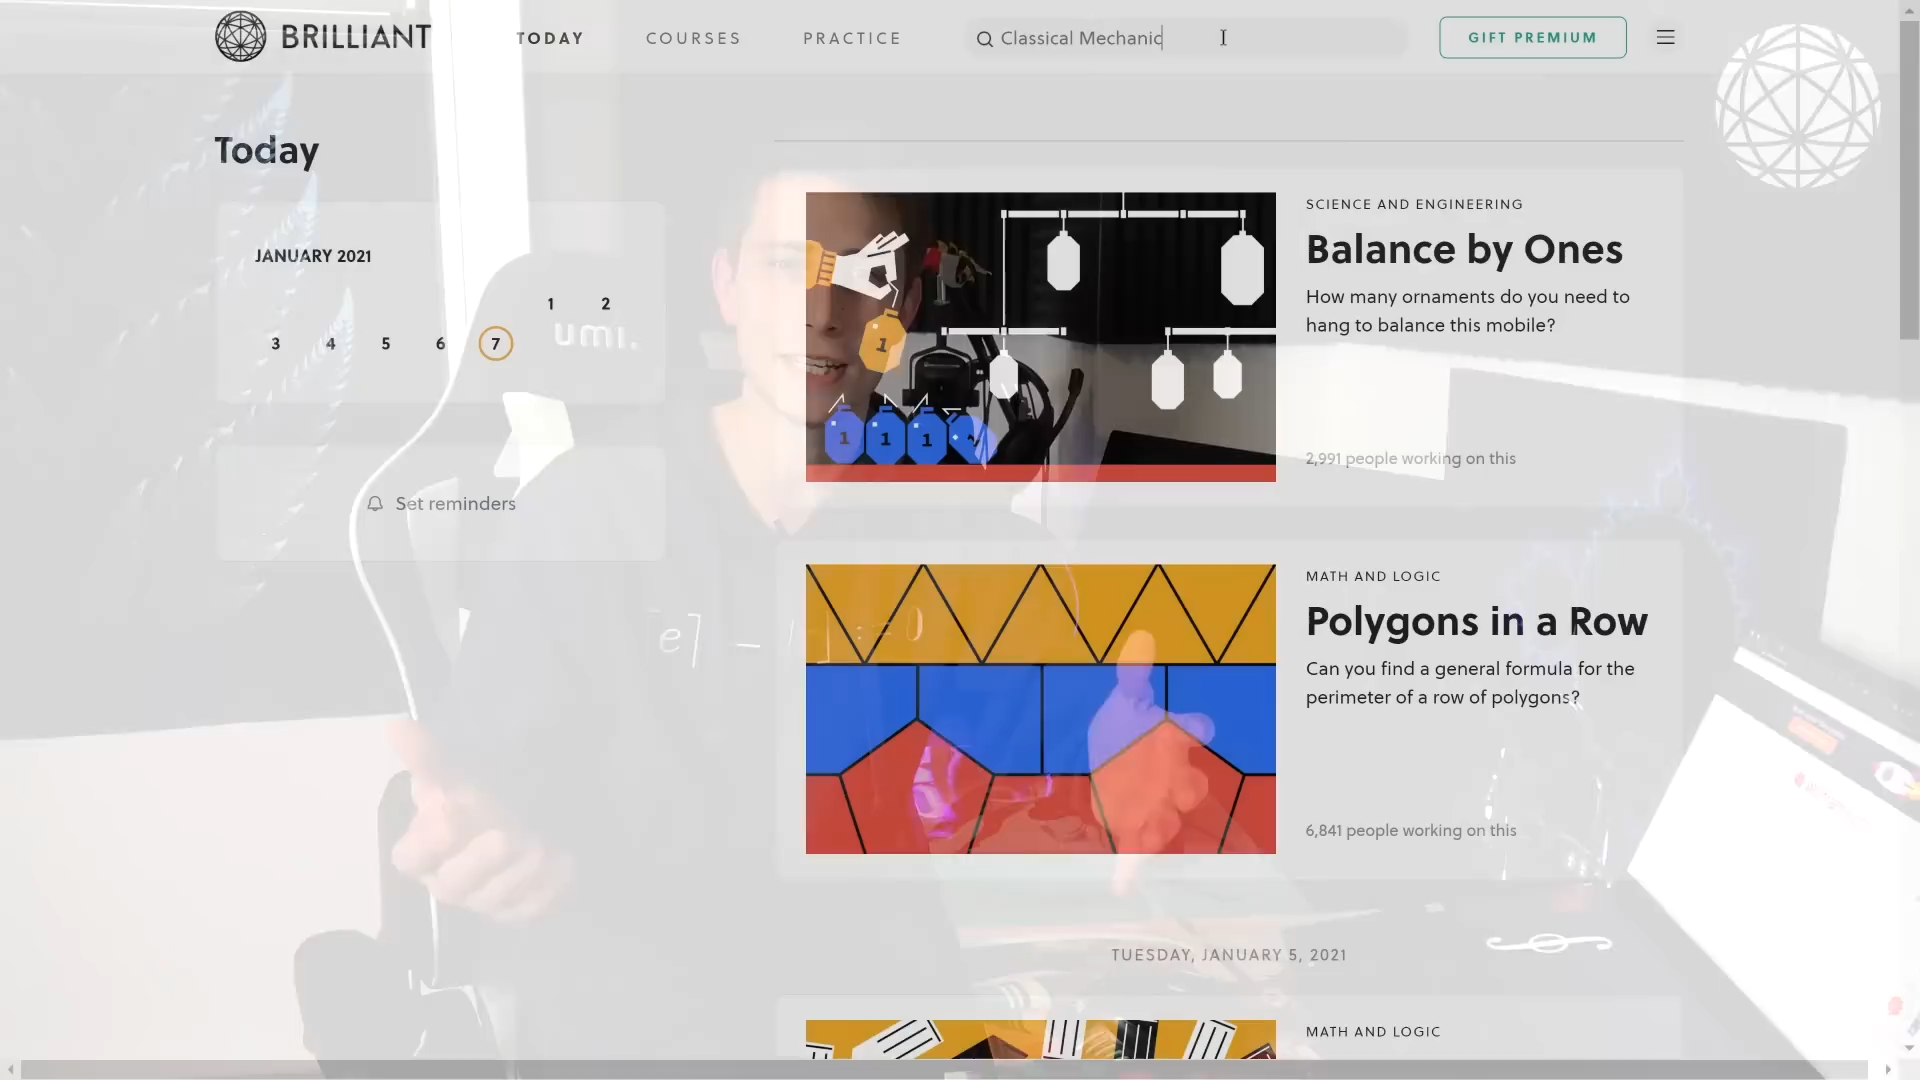 BRILLIANT
TODAY
COURSES
PRACTICE
Classical Mechanic
GIFT PREMIUM
Today
JANUARY 2021
1 2
3 4 5 6 7
umi.
Set reminders
SCIENCE AND ENGINEERING
Balance by Ones
How many ornaments do you need to
hang to balance this mobile?
2,991 people working on this
1
1 1 1
MATH AND LOGIC
Polygons in a Row
Can you find a general formula for the
perimeter of a row of polygons?
6,841 people working on this
TUESDAY, JANUARY 5, 2021
MATH AND LOGIC